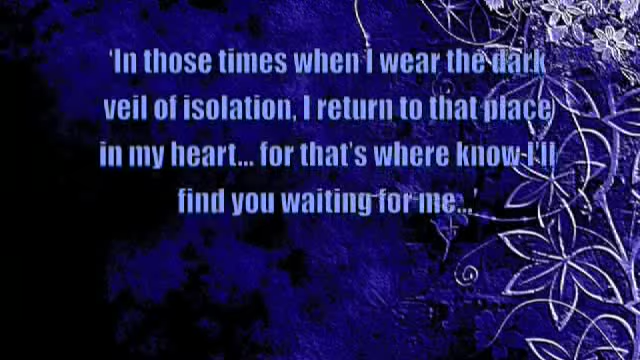 ‘In those times when I wear the dark
veil of isolation, I return to that place
in my heart... for that’s where know I’ll
find you waiting for me...’